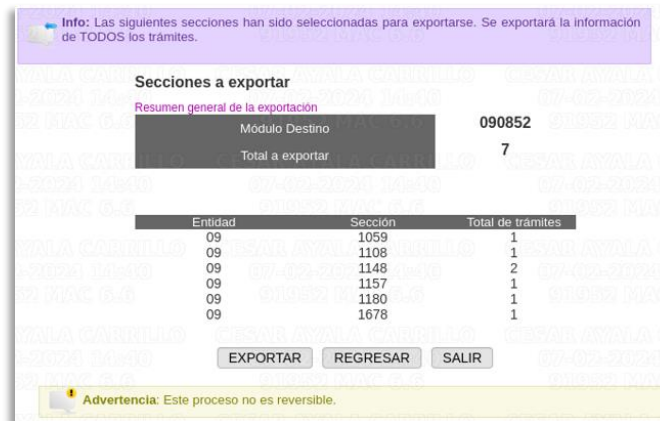 Info: Las siguientes secciones han sido seleccionadas para exportarse. Se exportará la información
de TODOS los trámites.
Secciones a exportar
Resumen general de la exportación
Módulo Destino 090852
Total a exportar 7
Entidad Sección Total de trámites
09 1059 1
09 1108 1
09 1148 2
09 1157 1
09 1180 1
09 1678 1
EXPORTAR REGRESAR SALIR
Advertencia: Este proceso no es reversible.